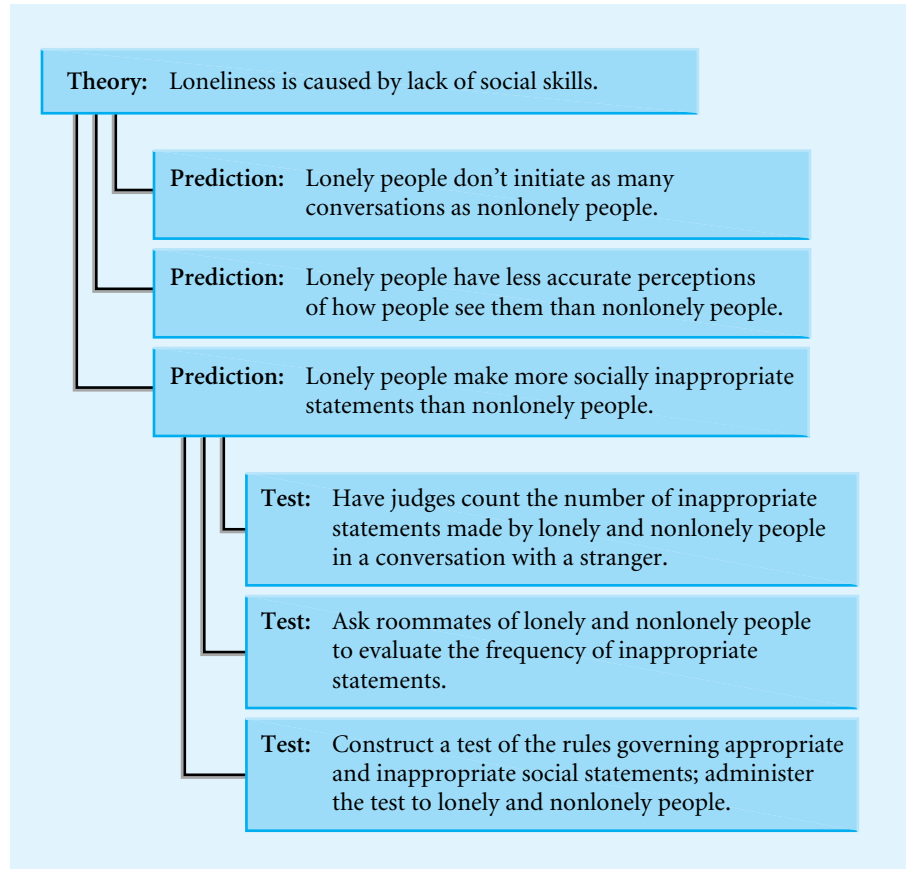 Theory: Loneliness is caused by lack of social skills.
Prediction: Lonely people don’t initiate as many
conversations as nonlonely people.
Prediction: Lonely people have less accurate perceptions
of how people see them than nonlonely people.
Prediction: Lonely people make more socially inappropriate
statements than nonlonely people.
Test: Have judges count the number of inappropriate
statements made by lonely and nonlonely people
in a conversation with a stranger.
Test: Ask roommates of lonely and nonlonely people
to evaluate the frequency of inappropriate
statements.
Test: Construct a test of the rules governing appropriate
and inappropriate social statements; administer
the test to lonely and nonlonely people.